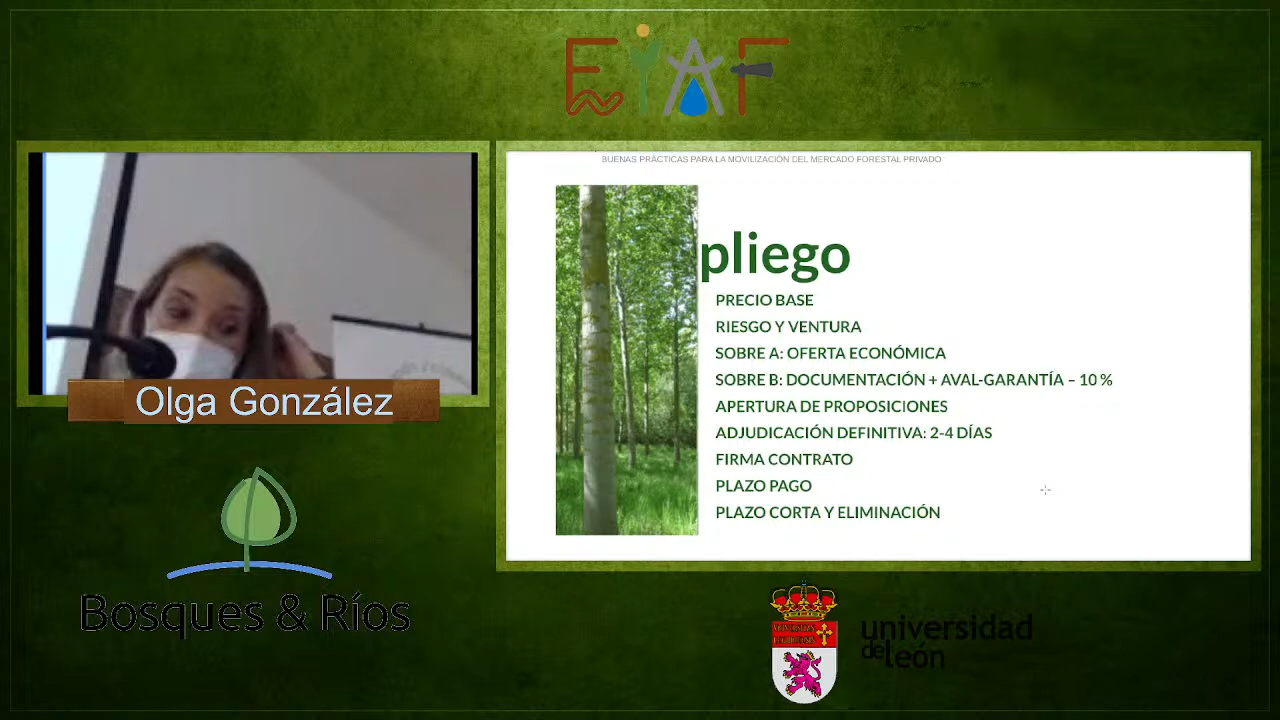 EIAF
BUENAS PRÁCTICAS PARA LA MOVILIZACIÓN DEL MERCADO FORESTAL PRIVADO
pliego
PRECIO BASE
RIESGO Y VENTURA
SOBRE A: OFERTA ECONÓMICA
SOBRE B: DOCUMENTACIÓN + AVAL-GARANTÍA – 10 %
APERTURA DE PROPOSICIONES
ADJUDICACIÓN DEFINITIVA: 2-4 DÍAS
FIRMA CONTRATO
PLAZO PAGO
PLAZO CORTA Y ELIMINACIÓN
Olga González
Bosques & Ríos
universidad
de león